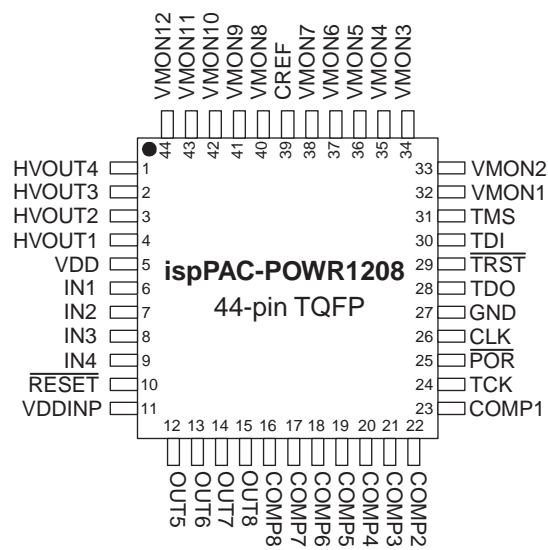 VMON12
VMON11
VMON10
VMON9
VMON8
CREF
VMON7
VMON6
VMON5
VMON4
VMON3
44
43
42
41
40
39
38
37
36
35
34
HVOUT4
1
HVOUT3
2
HVOUT2
3
HVOUT1
4
VDD
5
IN1
6
IN2
7
IN3
8
IN4
9
RESET
10
VDDINP
11
ispPAC-POWR1208
44-pin TQFP
33
VMON2
32
VMON1
31
TMS
30
TDI
29
TRST
28
TDO
27
GND
26
CLK
25
POR
24
TCK
23
COMP1
12
13
14
15
16
17
18
19
20
21
22
OUT5
OUT6
OUT7
OUT8
COMP8
COMP7
COMP6
COMP5
COMP4
COMP3
COMP2